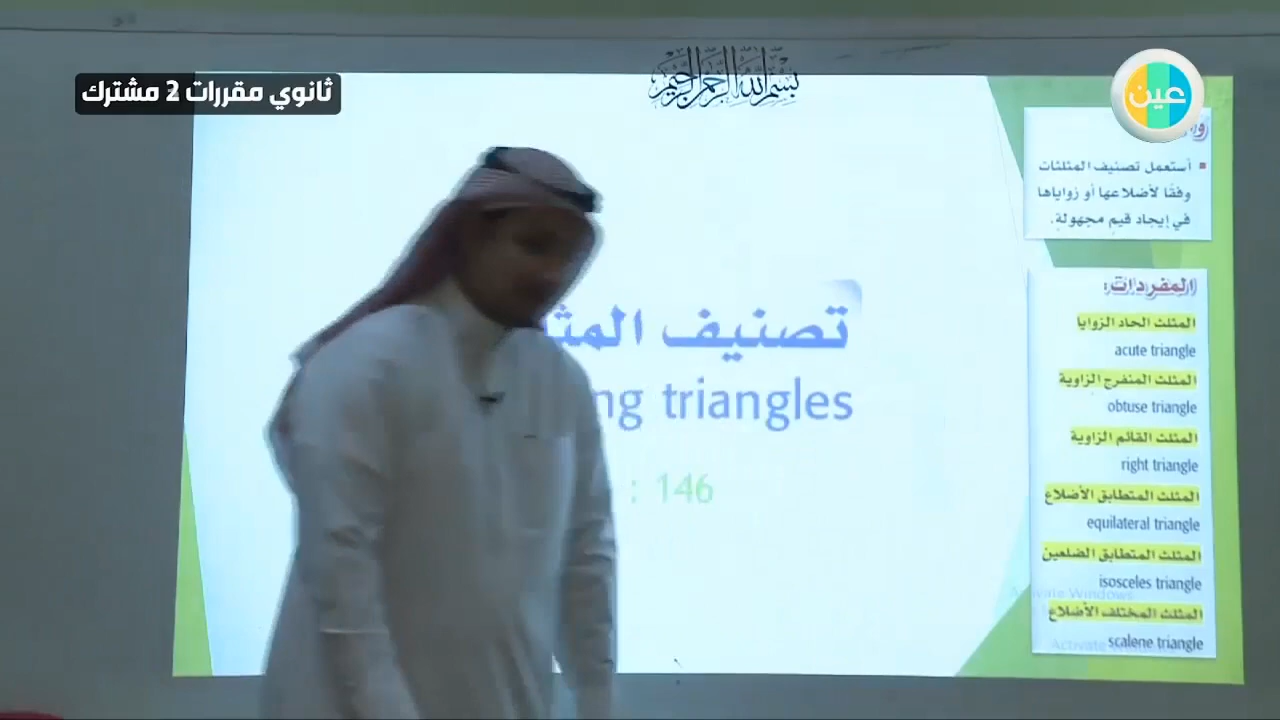 بسم الله الرحمن الرحيم
ثانوي مقررات 2 مشترك
عين
أستعمل تصنيف المثلثات
وفقًا لأضلاعها أو زواياها
في إيجاد قيم مجهولة.
تصنيف
triangles
: 146
المفردات:
المثلث الحاد الزوايا
acute triangle
المثلث المنفرج الزاوية
obtuse triangle
المثلث القائم الزاوية
right triangle
المثلث المتطابق الأضلاع
equilateral triangle
المثلث المتطابق الضلعين
isosceles triangle
Activate Windows
المثلث المختلف الأضلاع
scalene triangle